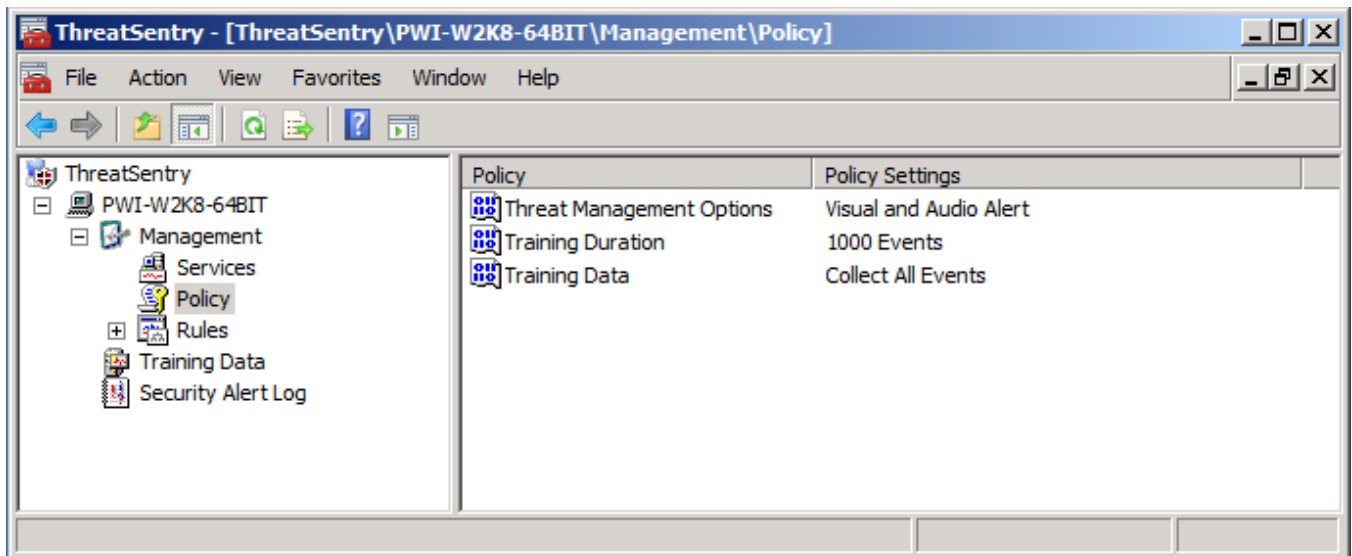 ThreatSentry - [ThreatSentry\PWI-W2K8-64BIT\Management\Policy]
File Action View Favorites Window Help
ThreatSentry
PWI-W2K8-64BIT
Management
Services
Policy
Rules
Training Data
Security Alert Log
Policy Policy Settings
Threat Management Options Visual and Audio Alert
Training Duration 1000 Events
Training Data Collect All Events